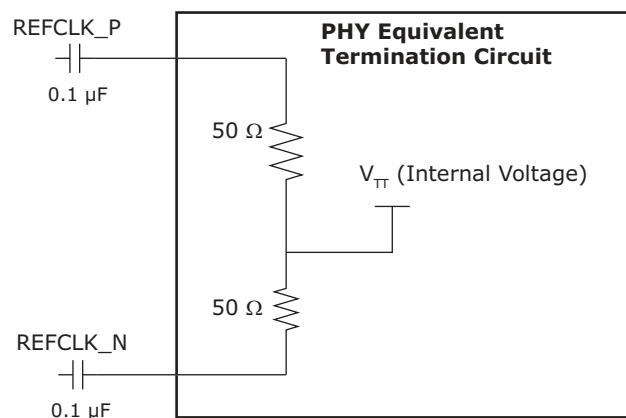 REFCLK_P
0.1 µF
PHY Equivalent
Termination Circuit
50 Ω
V_TT (Internal Voltage)
50 Ω
REFCLK_N
0.1 µF